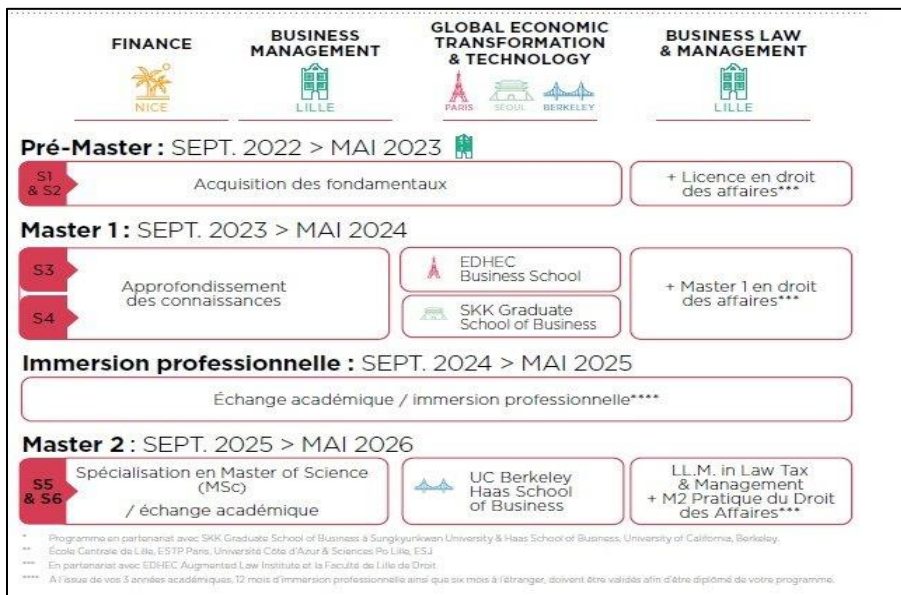 FINANCE
NICE
BUSINESS
MANAGEMENT
LILLE
GLOBAL ECONOMIC
TRANSFORMATION
& TECHNOLOGY
PARIS SEOUL BERKELEY
BUSINESS LAW
& MANAGEMENT
LILLE
Pré-Master : SEPT. 2022 > MAI 2023
S1
& S2
Acquisition des fondamentaux
+ Licence en droit
des affaires***
Master 1 : SEPT. 2023 > MAI 2024
S3
S4
Approfondissement
des connaissances
EDHEC
Business School
SKK Graduate
School of Business
+ Master 1 en droit
des affaires***
Immersion professionnelle : SEPT. 2024 > MAI 2025
Échange académique / immersion professionnelle****
Master 2 : SEPT. 2025 > MAI 2026
S5
& S6
Spécialisation en Master of Science
(MSc)
/ échange académique
UC Berkeley
Haas School
of Business
LL.M. in Law Tax
& Management
+ M2 Pratique du Droit
des Affaires***
* Programme en partenariat avec SKK Graduate School of Business à Sungkyunkwan University & Haas School of Business, University of California, Berkeley.
** École Centrale de Lille, ESTP Paris, Université Côte d'Azur & Sciences Po Lille, ESJ
*** En partenariat avec EDHEC Augmented Law Institute et la Faculté de Lille de Droit
**** A l'issue de vos 3 années académiques, 12 mois d'immersion professionnelle ainsi que six mois à l'étranger, doivent être validés afin d'être diplômé de votre programme.